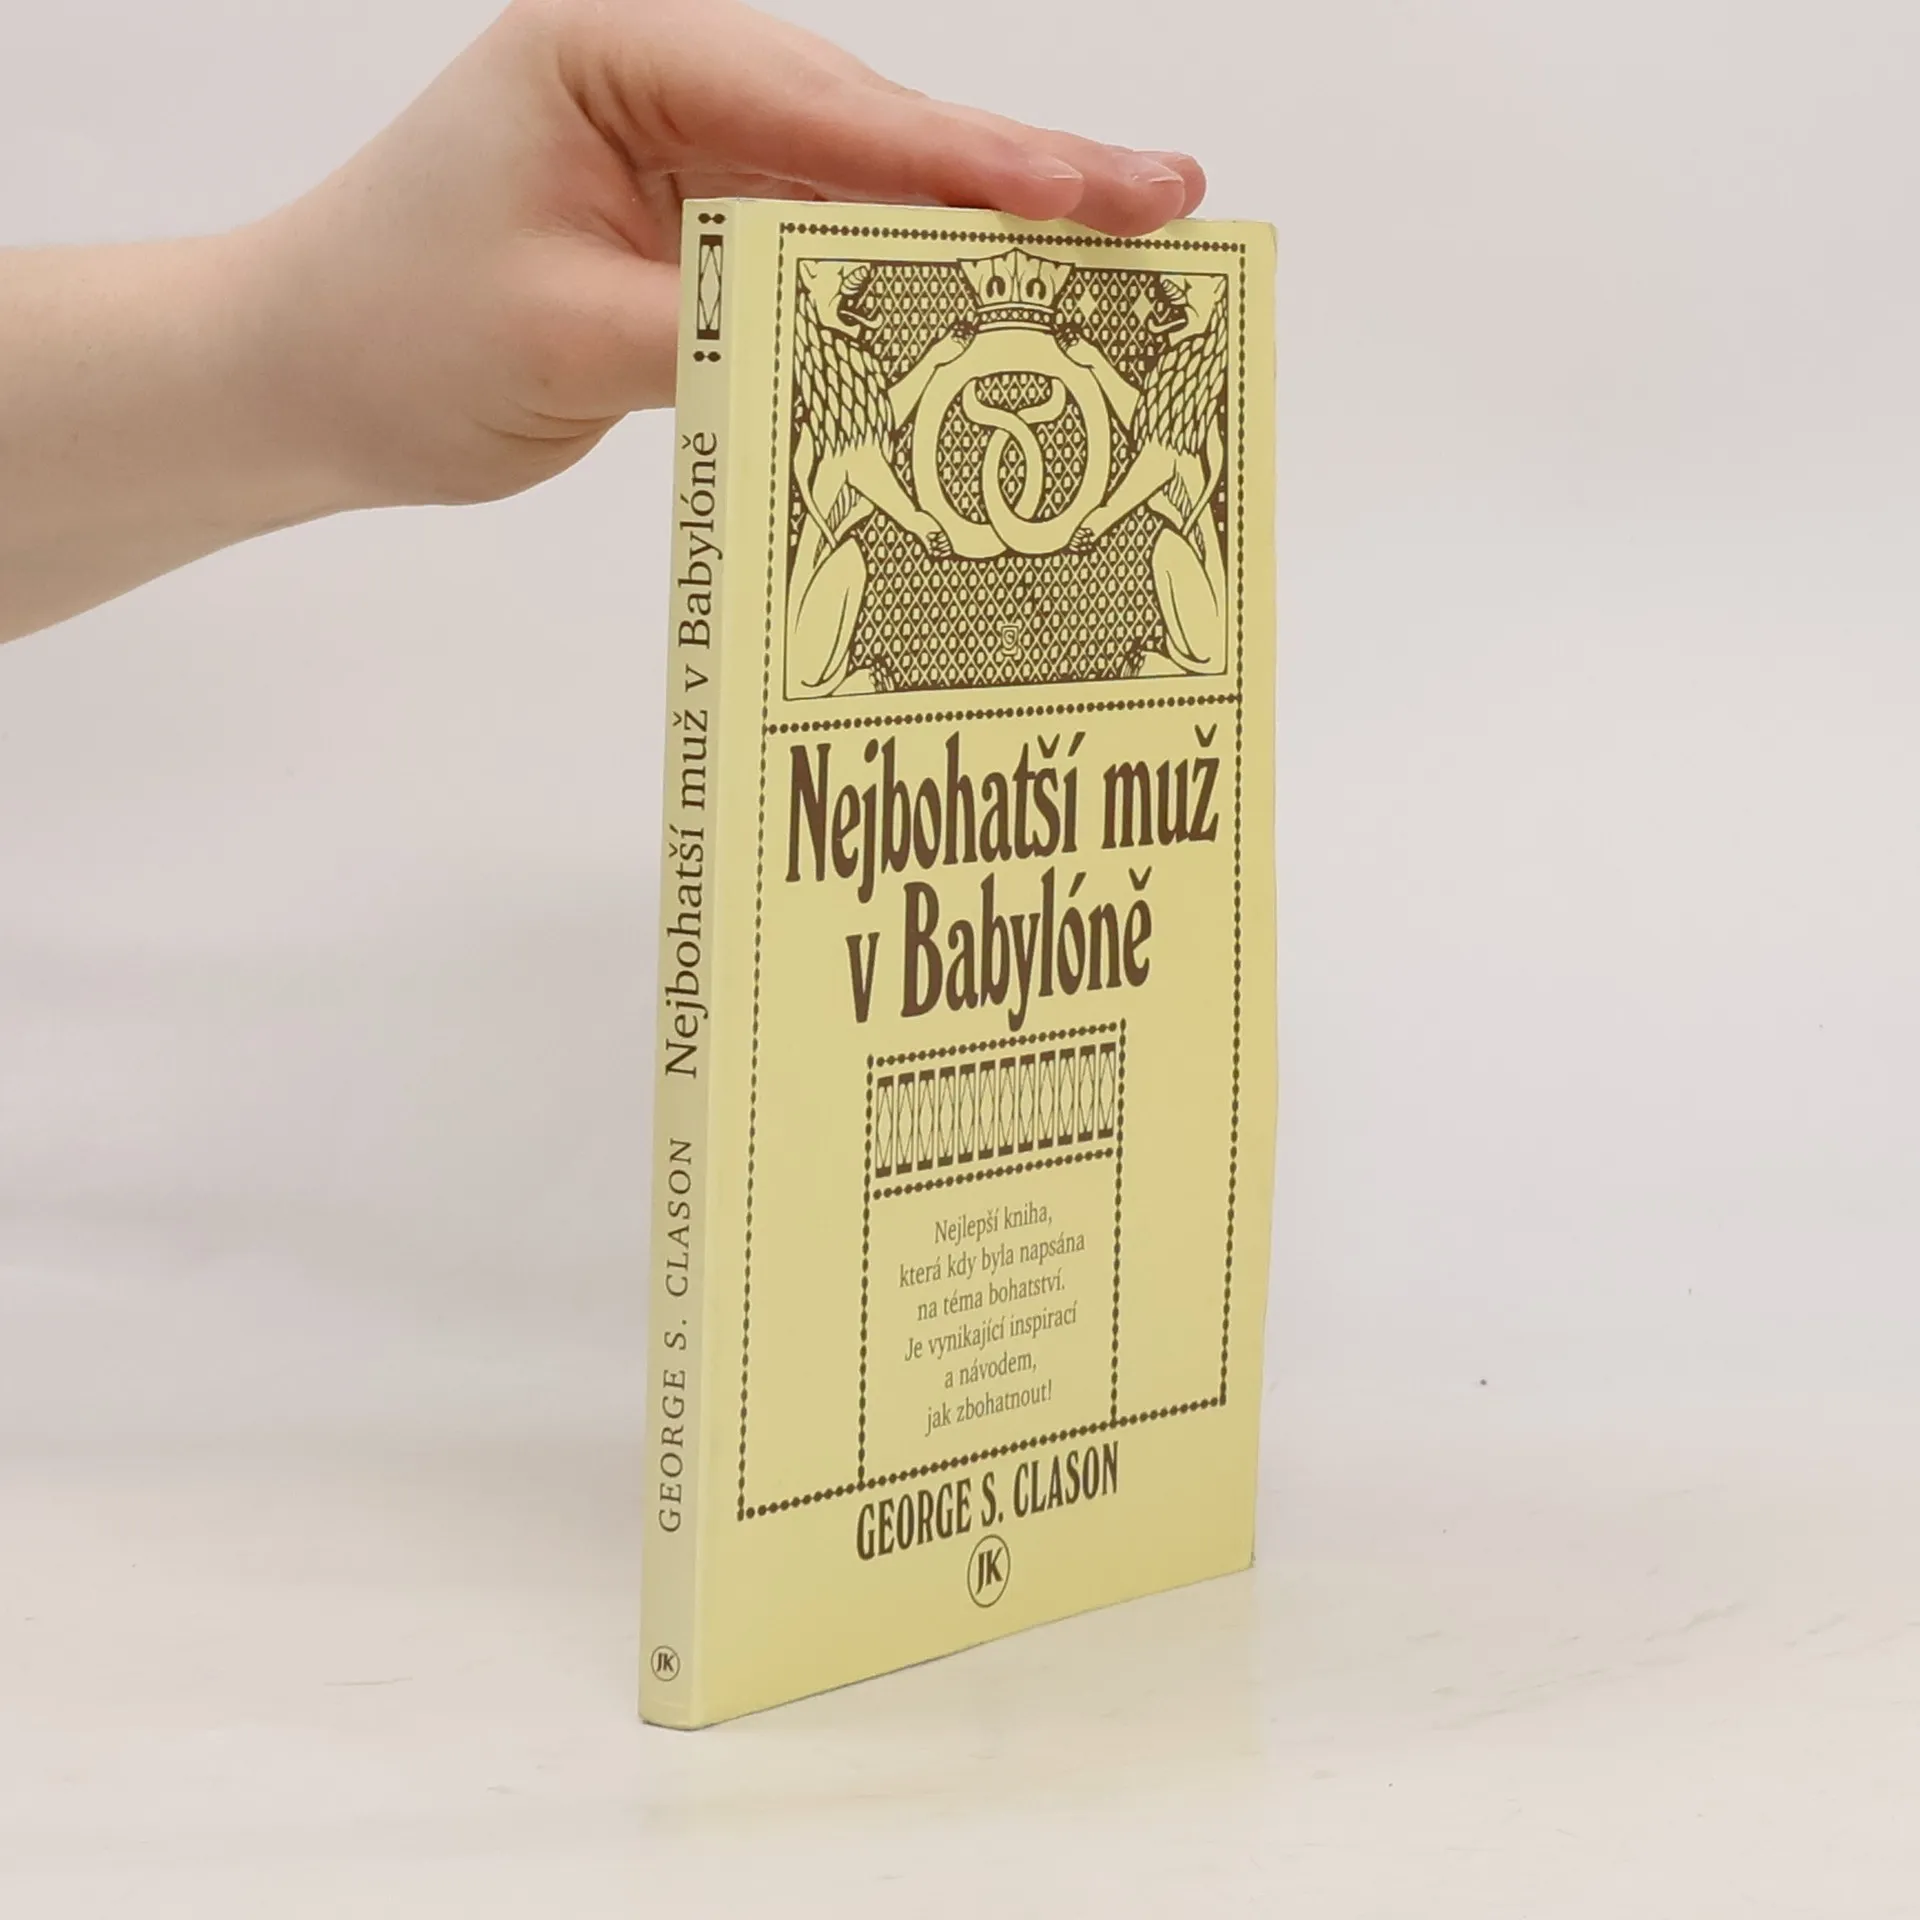 GEORGE S. CLASON Nejbohatší muž v Babylóně
JK
Nejbohatší muž
v Babylóně
Nejlepší kniha,
která kdy byla napsána
na téma bohatství.
Je vynikající inspirací
a návodem,
jak zbohatnout!
GEORGE S. CLASON
JK